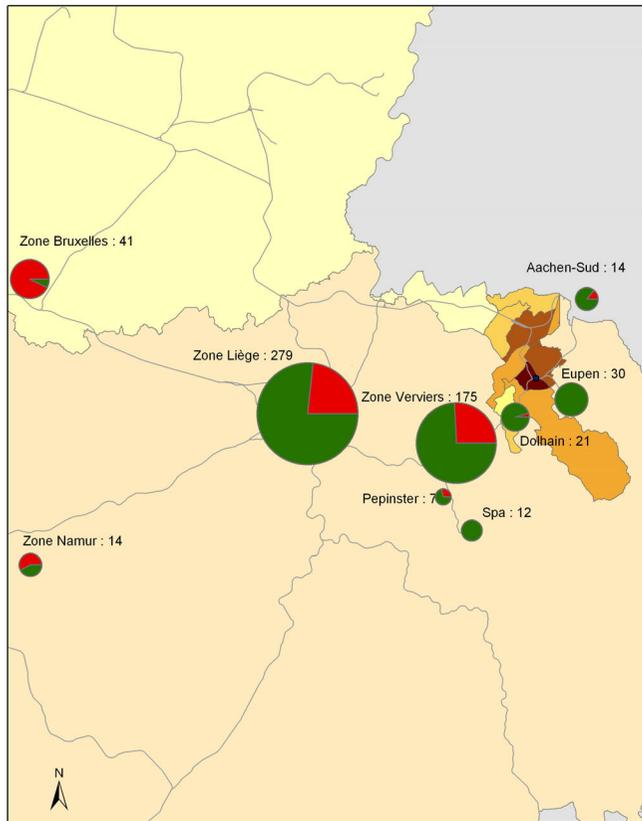 Zone Bruxelles : 41
Aachen-Sud : 14
Zone Liège : 279
Eupen : 30
Zone Verviers : 175
Dolhain : 21
Pepinster : 7
Spa : 12
Zone Namur : 14
N